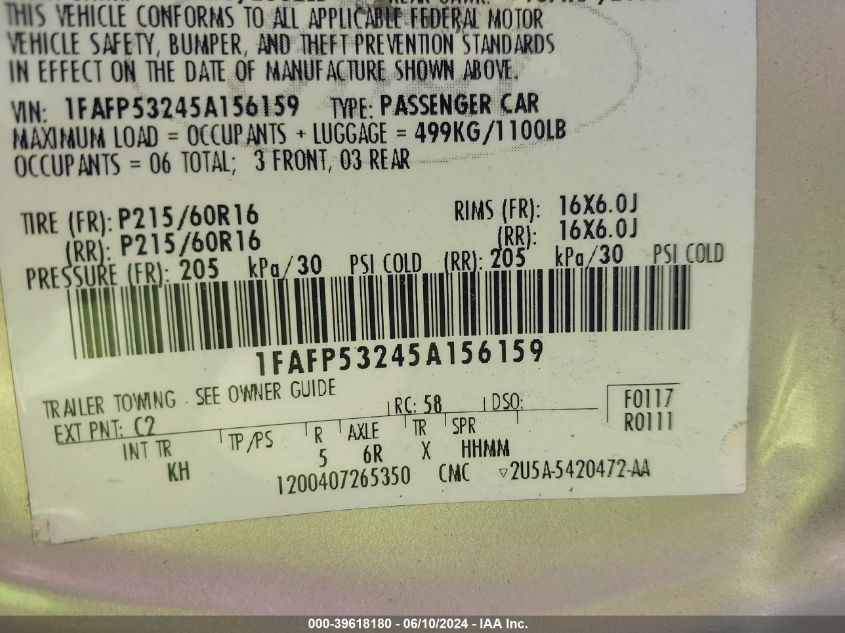 THIS VEHICLE CONFORMS TO ALL APPLICABLE FEDERAL MOTOR
VEHICLE SAFETY, BUMPER, AND THEFT PREVENTION STANDARDS
IN EFFECT ON THE DATE OF MANUFACTURE SHOWN ABOVE.
VIN: 1FAFP53245A156159 TYPE: PASSENGER CAR
MAXIMUM LOAD = OCCUPANTS + LUGGAGE = 499KG/1100LB
OCCUPANTS = 06 TOTAL; 3 FRONT, 03 REAR
TIRE (FR): P215/60R16 RIMS (FR): 16X6.0J
(RR): P215/60R16 (RR): 16X6.0J
PRESSURE (FR): 205 kPa/30 PSI COLD (RR): 205 kPa/30 PSI COLD
1FAFP53245A156159
TRAILER TOWING - SEE OWNER GUIDE
EXT PNT: C2 RC: 58 DSO: F0117
R0111
INT TR TP/PS R AXLE TR SPR
KH 5 6R X HHMM
1200407265350 CMC ▽2U5A-5420472-AA
000-39618180 - 06/10/2024 - IAA Inc.